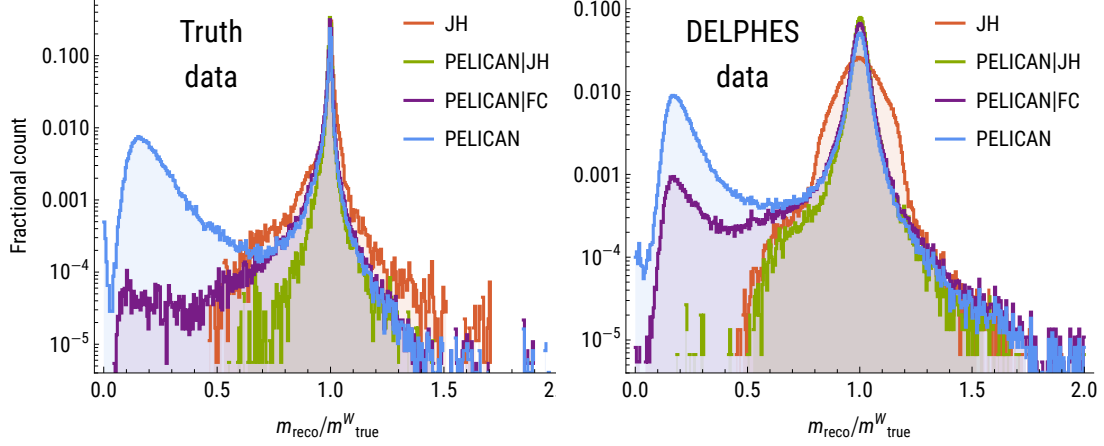 Truth
data
JH
PELICAN|JH
PELICAN|FC
PELICAN
Fractional count
0.100
0.010
0.001
10⁻⁴
10⁻⁵
0.0
0.5
1.0
1.5
2
m_reco/m^W_true
DELPHES
data
JH
PELICAN|JH
PELICAN|FC
PELICAN
0.100
0.010
0.001
10⁻⁴
10⁻⁵
0.0
0.5
1.0
1.5
2.0
m_reco/m^W_true